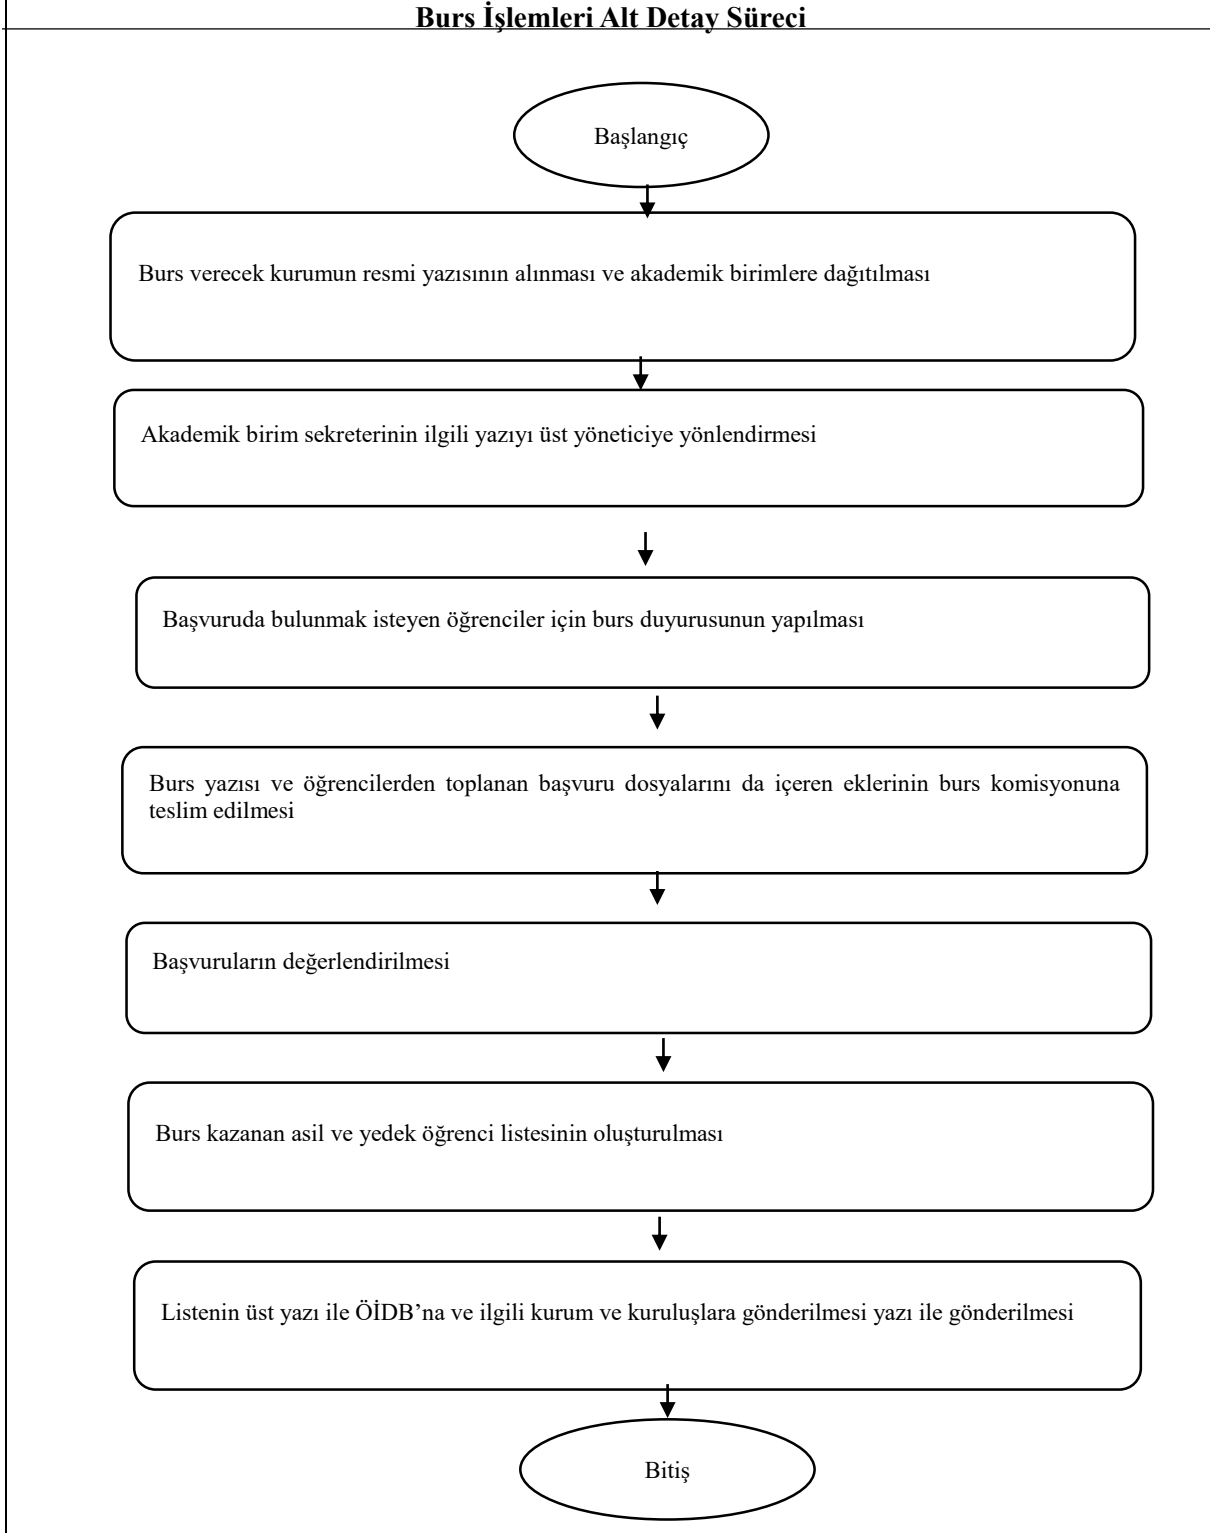 Burs İşlemleri Alt Detay Süreci
Başlangıç
Burs verecek kurumun resmi yazısının alınması ve akademik birimlere dağıtılması
Akademik birim sekreterinin ilgili yazıyı üst yöneticiye yönlendirmesi
Başvuruda bulunmak isteyen öğrenciler için burs duyurusunun yapılması
Burs yazısı ve öğrencilerden toplanan başvuru dosyalarını da içeren eklerinin burs komisyonuna
teslim edilmesi
Başvuruların değerlendirilmesi
Burs kazanan asil ve yedek öğrenci listesinin oluşturulması
Listenin üst yazı ile ÖİDB’na ve ilgili kurum ve kuruluşlara gönderilmesi yazı ile gönderilmesi
Bitiş